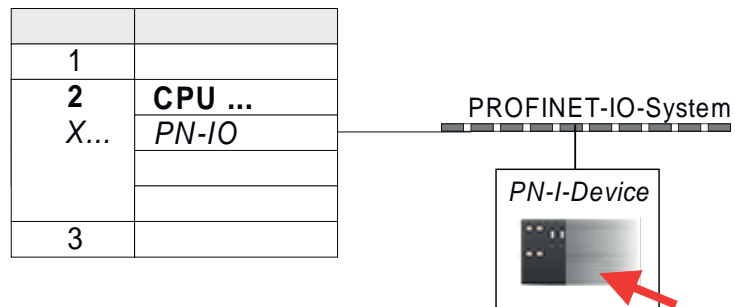 1
2 CPU ...
X... PN-IO
3
PROFINET-IO-System
PN-I-Device